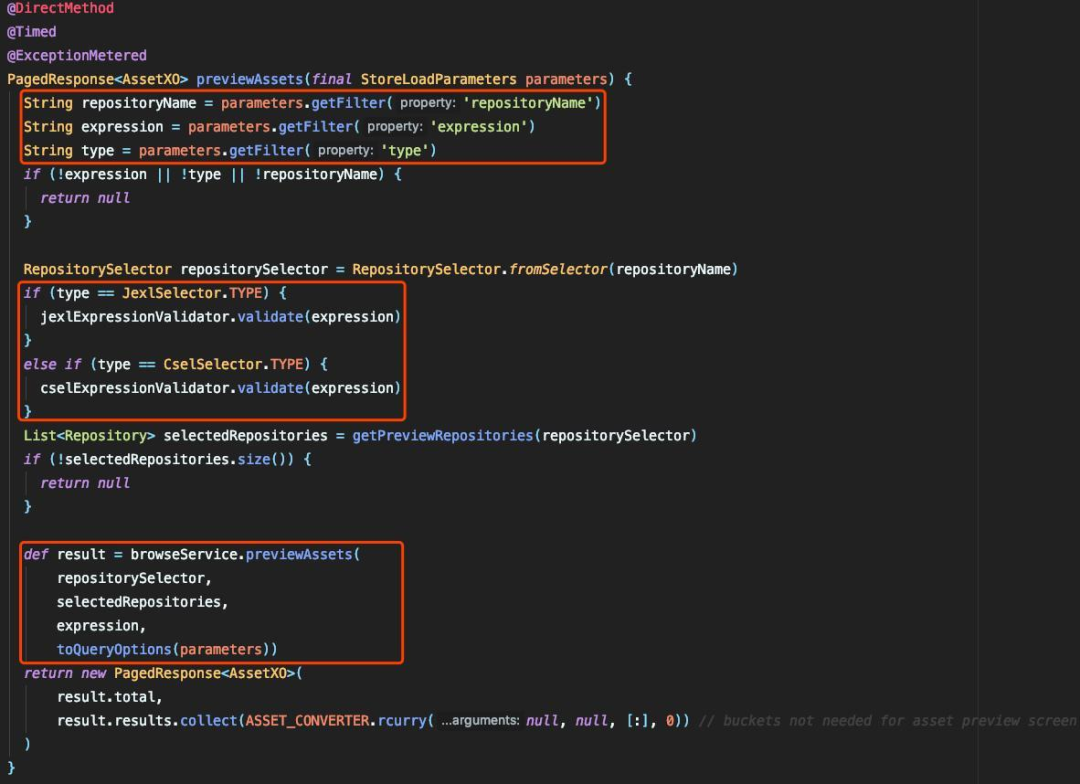 @DirectMethod
@Timed
@ExceptionMetered
PagedResponse<AssetXO> previewAssets(final StoreLoadParameters parameters) {
String repositoryName = parameters.getFilter( property: 'repositoryName')
String expression = parameters.getFilter( property: 'expression')
String type = parameters.getFilter( property: 'type')
if (!expression || !type || !repositoryName) {
return null
}
RepositorySelector repositorySelector = RepositorySelector.fromSelector(repositoryName)
if (type == JexlSelector.TYPE) {
jexlExpressionValidator.validate(expression)
}
else if (type == CselSelector.TYPE) {
cselExpressionValidator.validate(expression)
}
List<Repository> selectedRepositories = getPreviewRepositories(repositorySelector)
if (!selectedRepositories.size()) {
return null
}
def result = browseService.previewAssets(
repositorySelector,
selectedRepositories,
expression,
toQueryOptions(parameters))
return new PagedResponse<AssetXO>(
result.total,
result.results.collect(ASSET_CONVERTER.rcurry( ...arguments: null, null, [:], 0)) // buckets not needed for asset preview screen
)
}